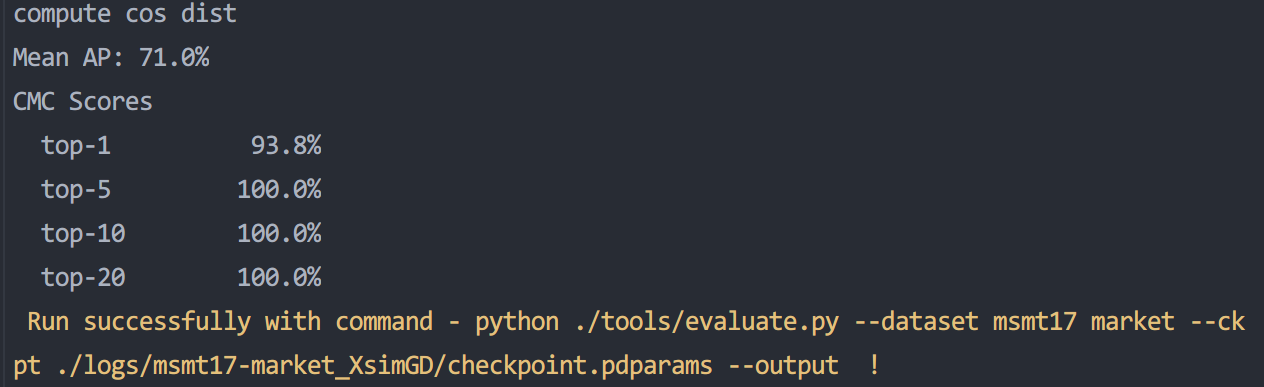 compute cos dist
Mean AP: 71.0%
CMC Scores
  top-1          93.8%
  top-5         100.0%
  top-10        100.0%
  top-20        100.0%
 Run successfully with command - python ./tools/evaluate.py --dataset msmt17 market --ck
pt ./logs/msmt17-market_XsimGD/checkpoint.pdparams --output  !